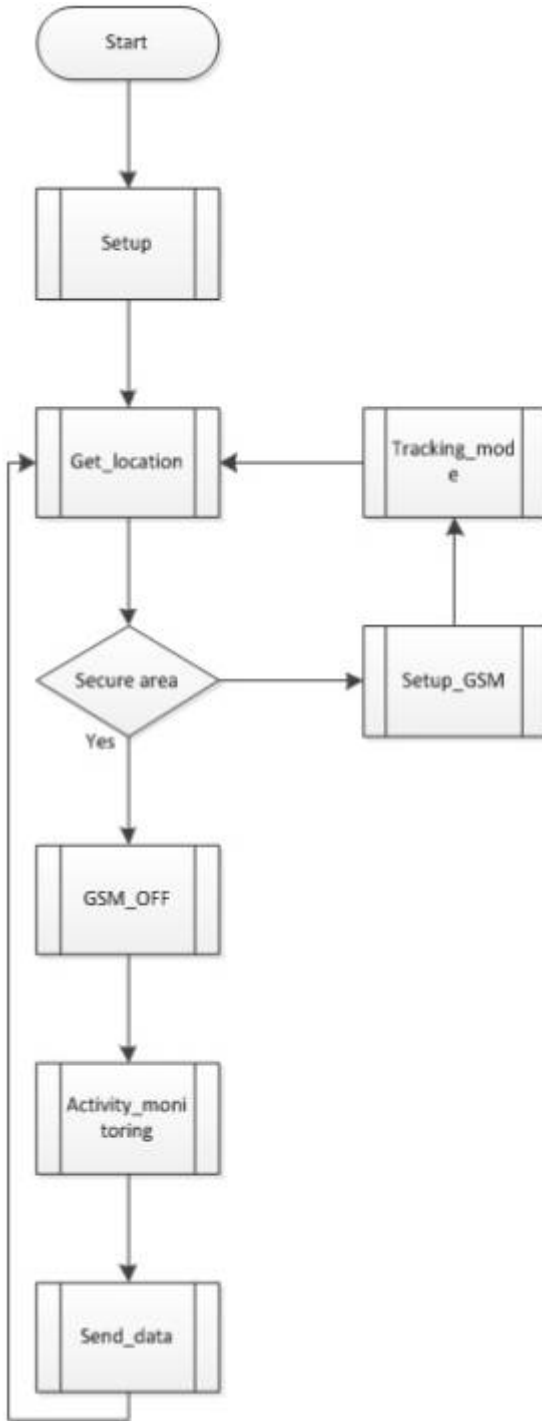 Start
Setup
Get_location
Tracking_mod
e
Secure area
Setup_GSM
Yes
GSM_OFF
Activity_moni
toring
Send_data